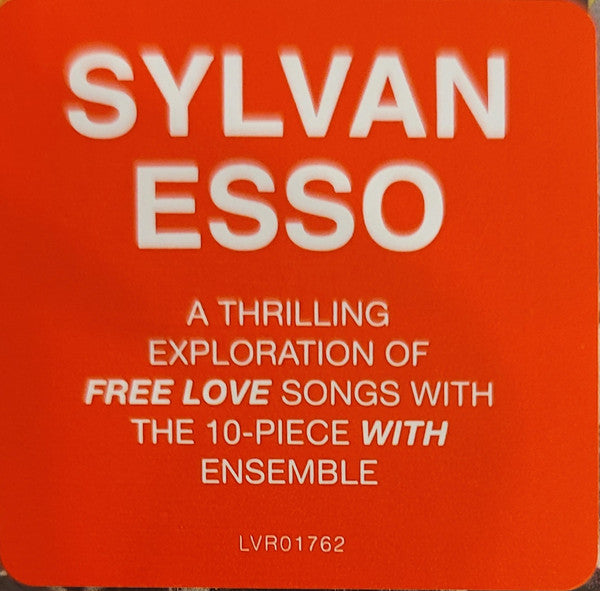 SYLVAN
ESSO
A THRILLING
EXPLORATION OF
FREE LOVE SONGS WITH
THE 10-PIECE WITH
ENSEMBLE
LVR01762